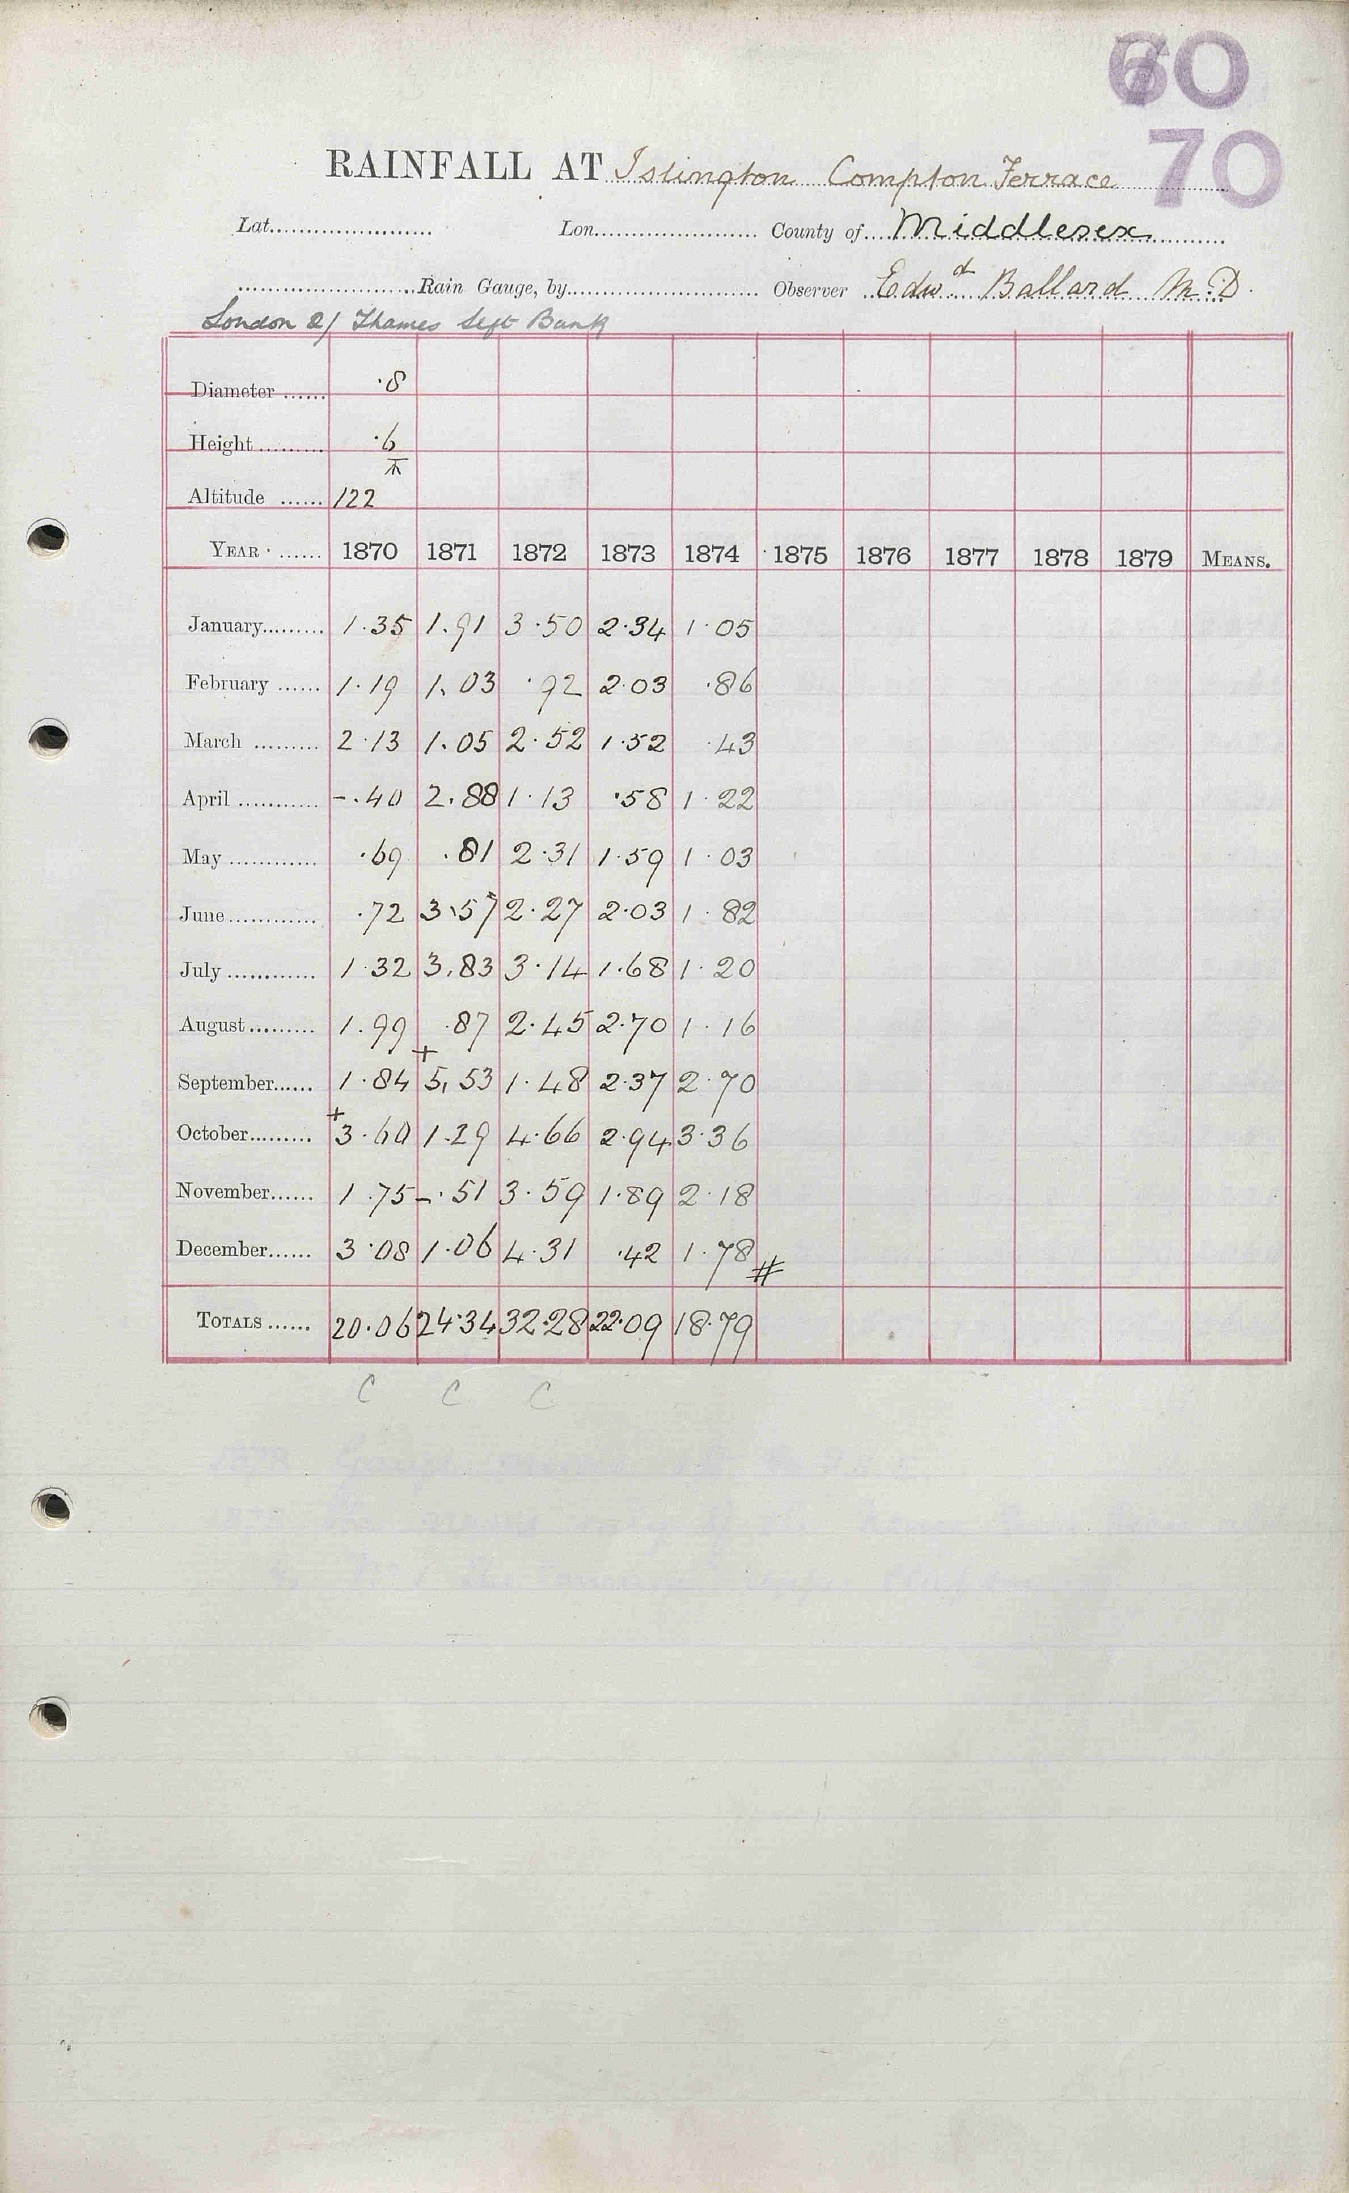 60
70
RAINFALL AT Islington Compton Terrace
Lat. Lon. County of Middlesex
Rain Gauge, by Observer Edwd Ballard M.D.
London 2/ Thames Left Bank
Diameter ·8
Height ·6
Altitude 122
YEAR 1870 1871 1872 1873 1874 1875 1876 1877 1878 1879 MEANS.
January 1·35 1.91 3·50 2·34 1·05
February 1·19 1.03 ·92 2·03 ·86
March 2·13 1.05 2·52 1·52 ·43
April -·40 2.88 1·13 ·58 1·22
May ·69 .81 2·31 1·59 1·03
June ·72 3.57 2·27 2·03 1·82
July 1·32 3.83 3·14 1·68 1·20
August 1.99 ·87 2·45 2·70 1·16
September 1·84 +5.53 1·48 2·37 2·70
October +3·60 1.29 4·66 2·94 3·36
November 1·75 -·51 3·59 1·89 2·18
December 3·08 1·06 4·31 ·42 1·78 #
TOTALS 20·06 24·34 32·28 22·09 18·79
C C C